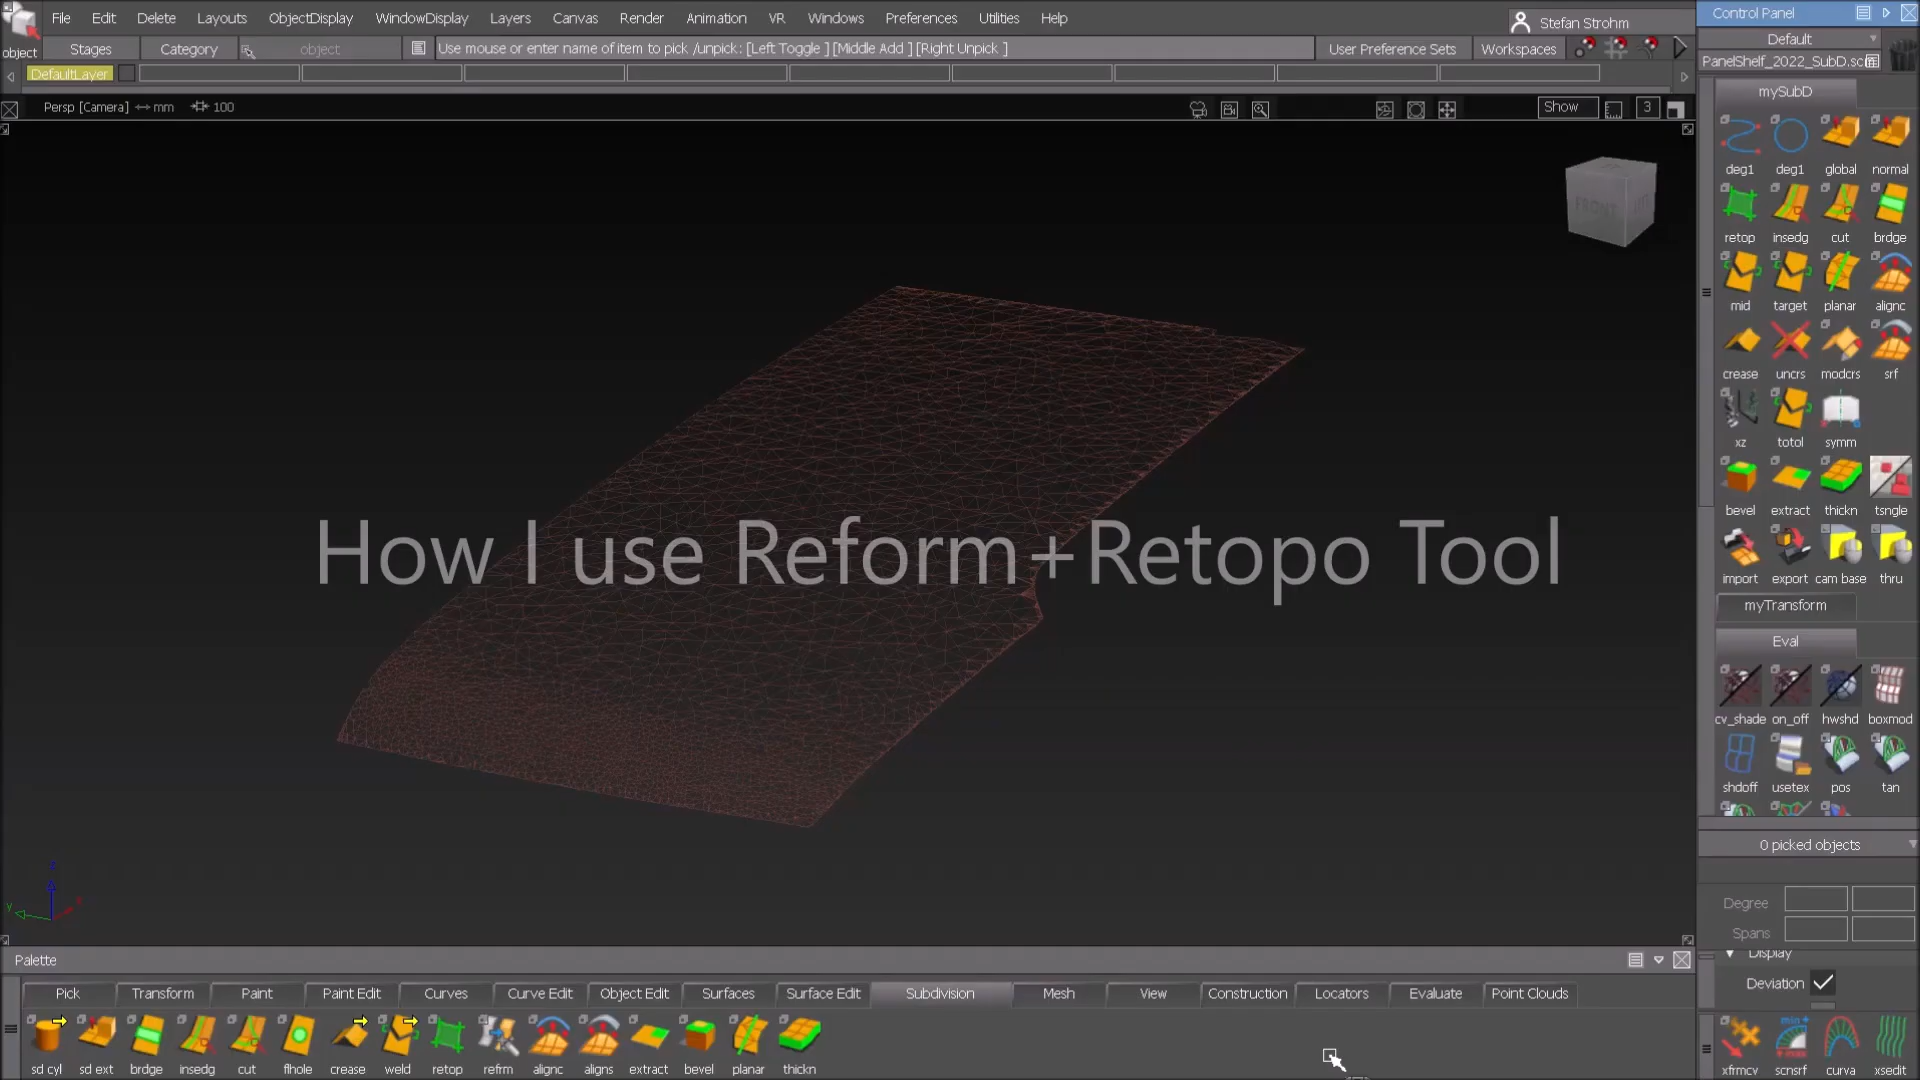 File Edit Delete Layouts ObjectDisplay WindowDisplay Layers Canvas Render Animation VR Windows Preferences Utilities Help
Stefan Strohm
Control Panel
object
Stages Category object
Use mouse or enter name of item to pick /unpick: [Left Toggle ] [Middle Add ] [Right Unpick ]
User Preference Sets Workspaces
Default
DefaultLayer
PanelShelf_2022_SubD.sc
Persp [Camera] mm 100
Show 3
mySubD
deg1 deg1 global normal
retop insedg cut brdge
mid target planar alignc
crease uncrs modcrs srf
xz totol symm
bevel extract thickn tsngle
import export cam base thru
FRONT
How I use Reform+Retopo Tool
myTransform
Eval
cv_shade on_off hwshd boxmod
shdoff usetex pos tan
0 picked objects
Degree
Spans
Display
Deviation
z
y
x
Palette
Pick Transform Paint Paint Edit Curves Curve Edit Object Edit Surfaces Surface Edit Subdivision Mesh View Construction Locators Evaluate Point Clouds
sd cyl sd ext brdge insedg cut flhole crease weld retop refrm alignc aligns extract bevel planar thickn
xfrmcv scnsrf curva xsedit